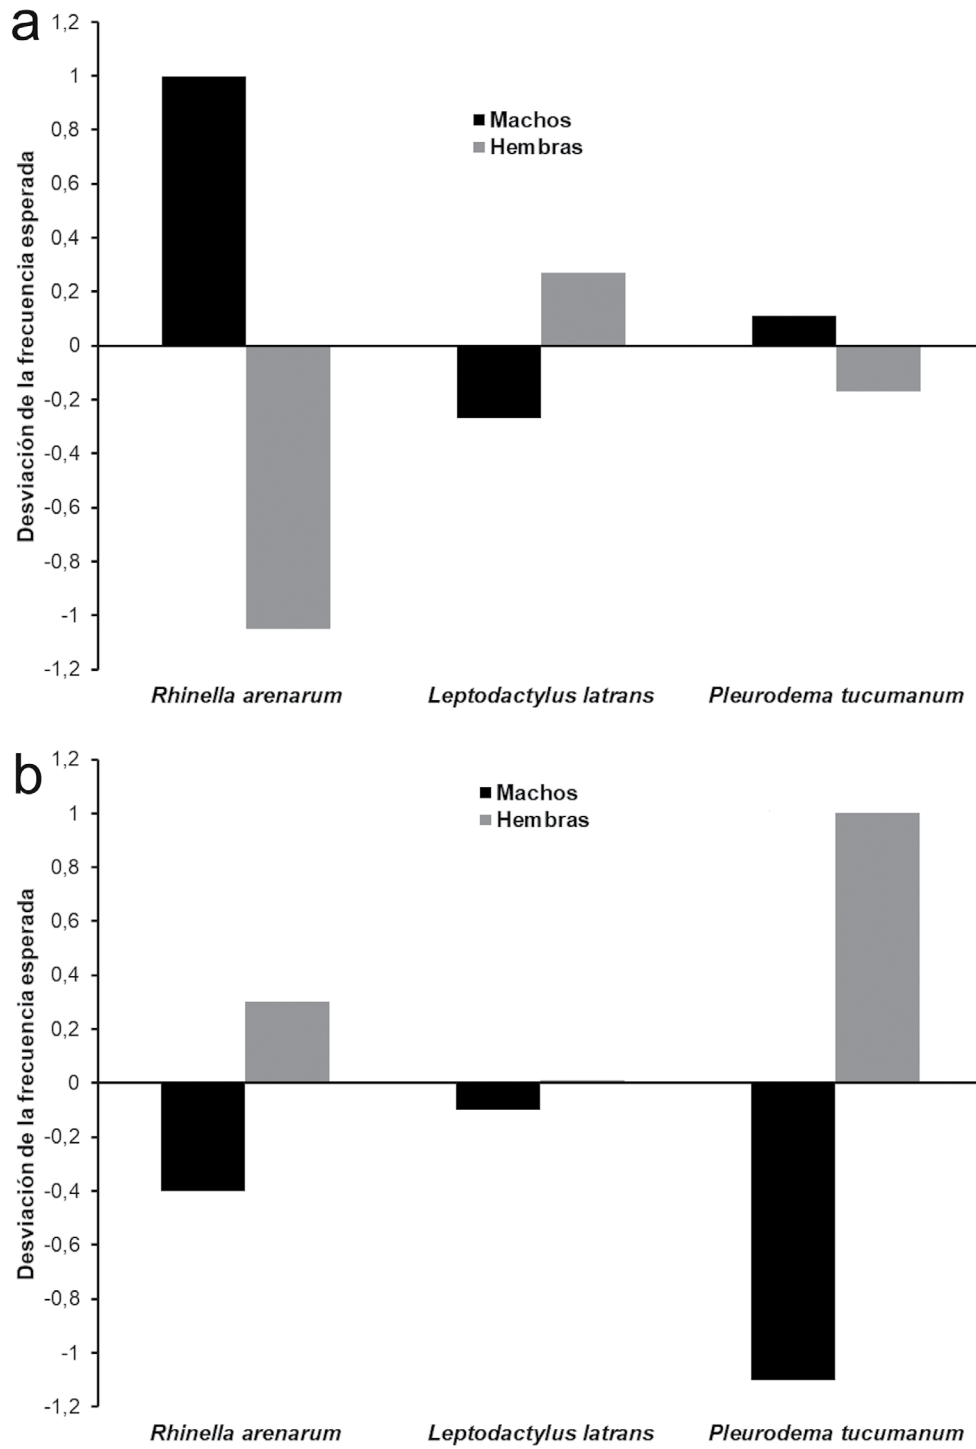 a
1,2
1
0,8
0,6
0,4
0,2
0
-0,2
-0,4
-0,6
-0,8
-1
-1,2
Desviación de la frecuencia esperada
Machos
Hembras
Rhinella arenarum
Leptodactylus latrans
Pleurodema tucumanum
b
1,2
1
0,8
0,6
0,4
0,2
0
-0,2
-0,4
-0,6
-0,8
-1
-1,2
Desviación de la frecuencia esperada
Machos
Hembras
Rhinella arenarum
Leptodactylus latrans
Pleurodema tucumanum